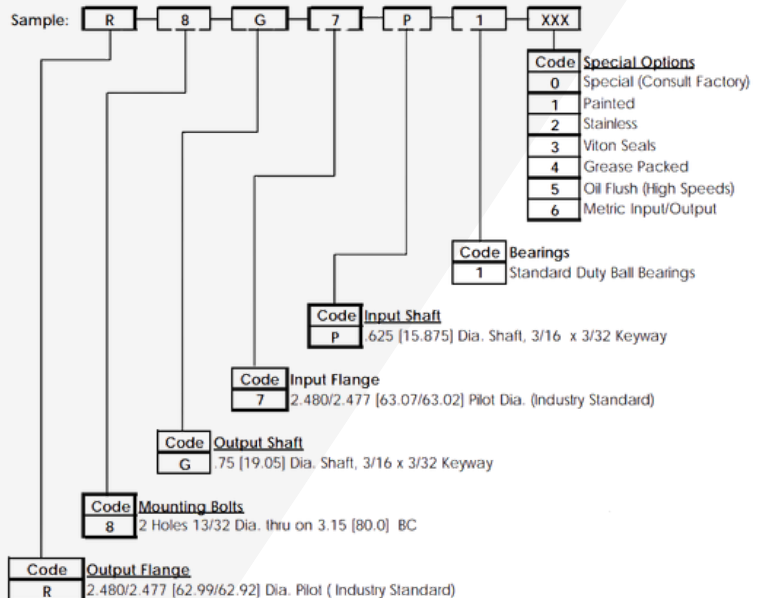 Sample: R 8 G 7 P 1 XXX
Code Special Options
0 Special (Consult Factory)
1 Painted
2 Stainless
3 Viton Seals
4 Grease Packed
5 Oil Flush (High Speeds)
6 Metric Input/Output
Code Bearings
1 Standard Duty Ball Bearings
Code Input Shaft
P .625 [15.875] Dia. Shaft, 3/16 x 3/32 Keyway
Code Input Flange
7 2.480/2.477 [63.07/63.02] Pilot Dia. (Industry Standard)
Code Output Shaft
G .75 [19.05] Dia. Shaft, 3/16 x 3/32 Keyway
Code Mounting Bolts
8 2 Holes 13/32 Dia. thru on 3.15 [80.0] BC
Code Output Flange
R 2.480/2.477 [62.99/62.92] Dia. Pilot ( Industry Standard)